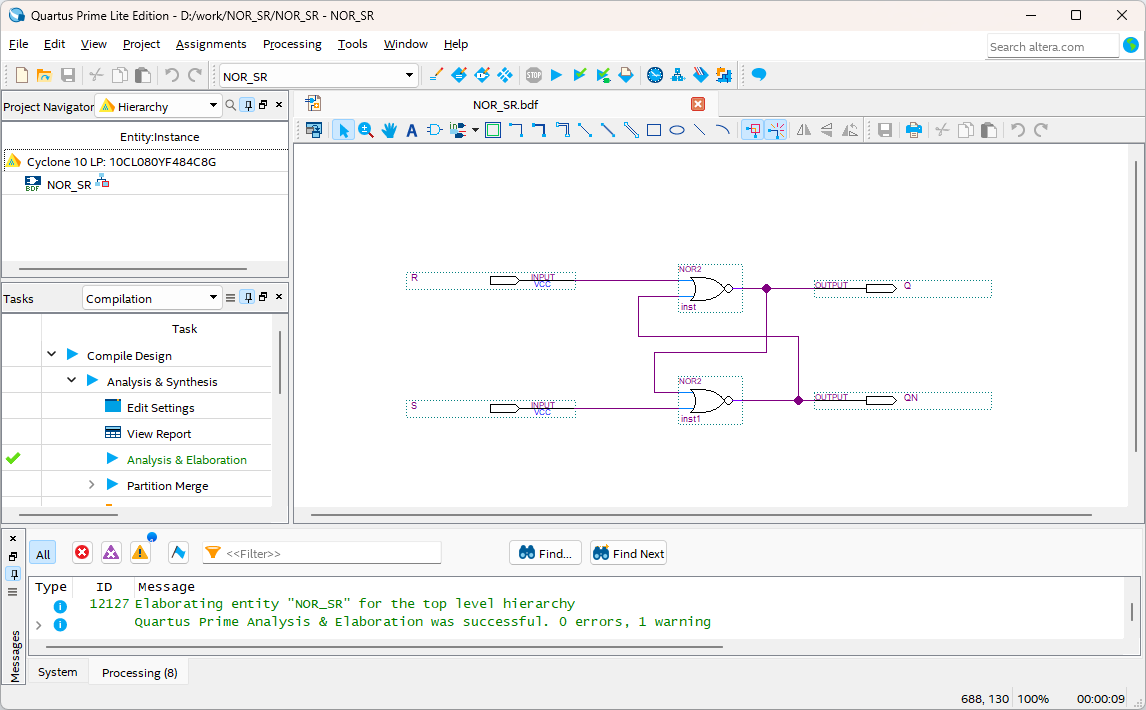 Quartus Prime Lite Edition - D:/work/NOR_SR/NOR_SR - NOR_SR
File Edit View Project Assignments Processing Tools Window Help
Search altera.com
STOP
NOR_SR
Project Navigator Hierarchy
Entity:Instance
Cyclone 10 LP: 10CL080YF484C8G
BDF NOR_SR
Tasks Compilation
Task
Compile Design
Analysis & Synthesis
Edit Settings
View Report
Analysis & Elaboration
Partition Merge
NOR_SR.bdf
A
R INPUT
VCC
NOR2
inst
OUTPUT Q
S INPUT
VCC
NOR2
inst1
OUTPUT QN
All
<<Filter>>
Find...
Find Next
Type ID Message
12127 Elaborating entity "NOR_SR" for the top level hierarchy
Quartus Prime Analysis & Elaboration was successful. 0 errors, 1 warning
Messages
System Processing (8)
688, 130 100% 00:00:09